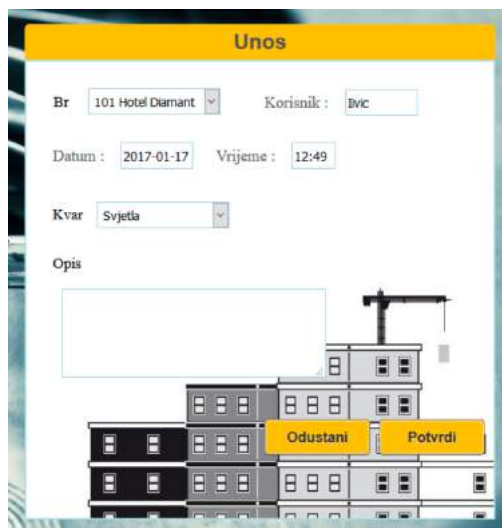 Unos
Br 101 Hotel Diamant Korisnik : Ilvic
Datum : 2017-01-17 Vrijeme : 12:49
Kvar Svjetla
Opis
Odustani Potvrdi